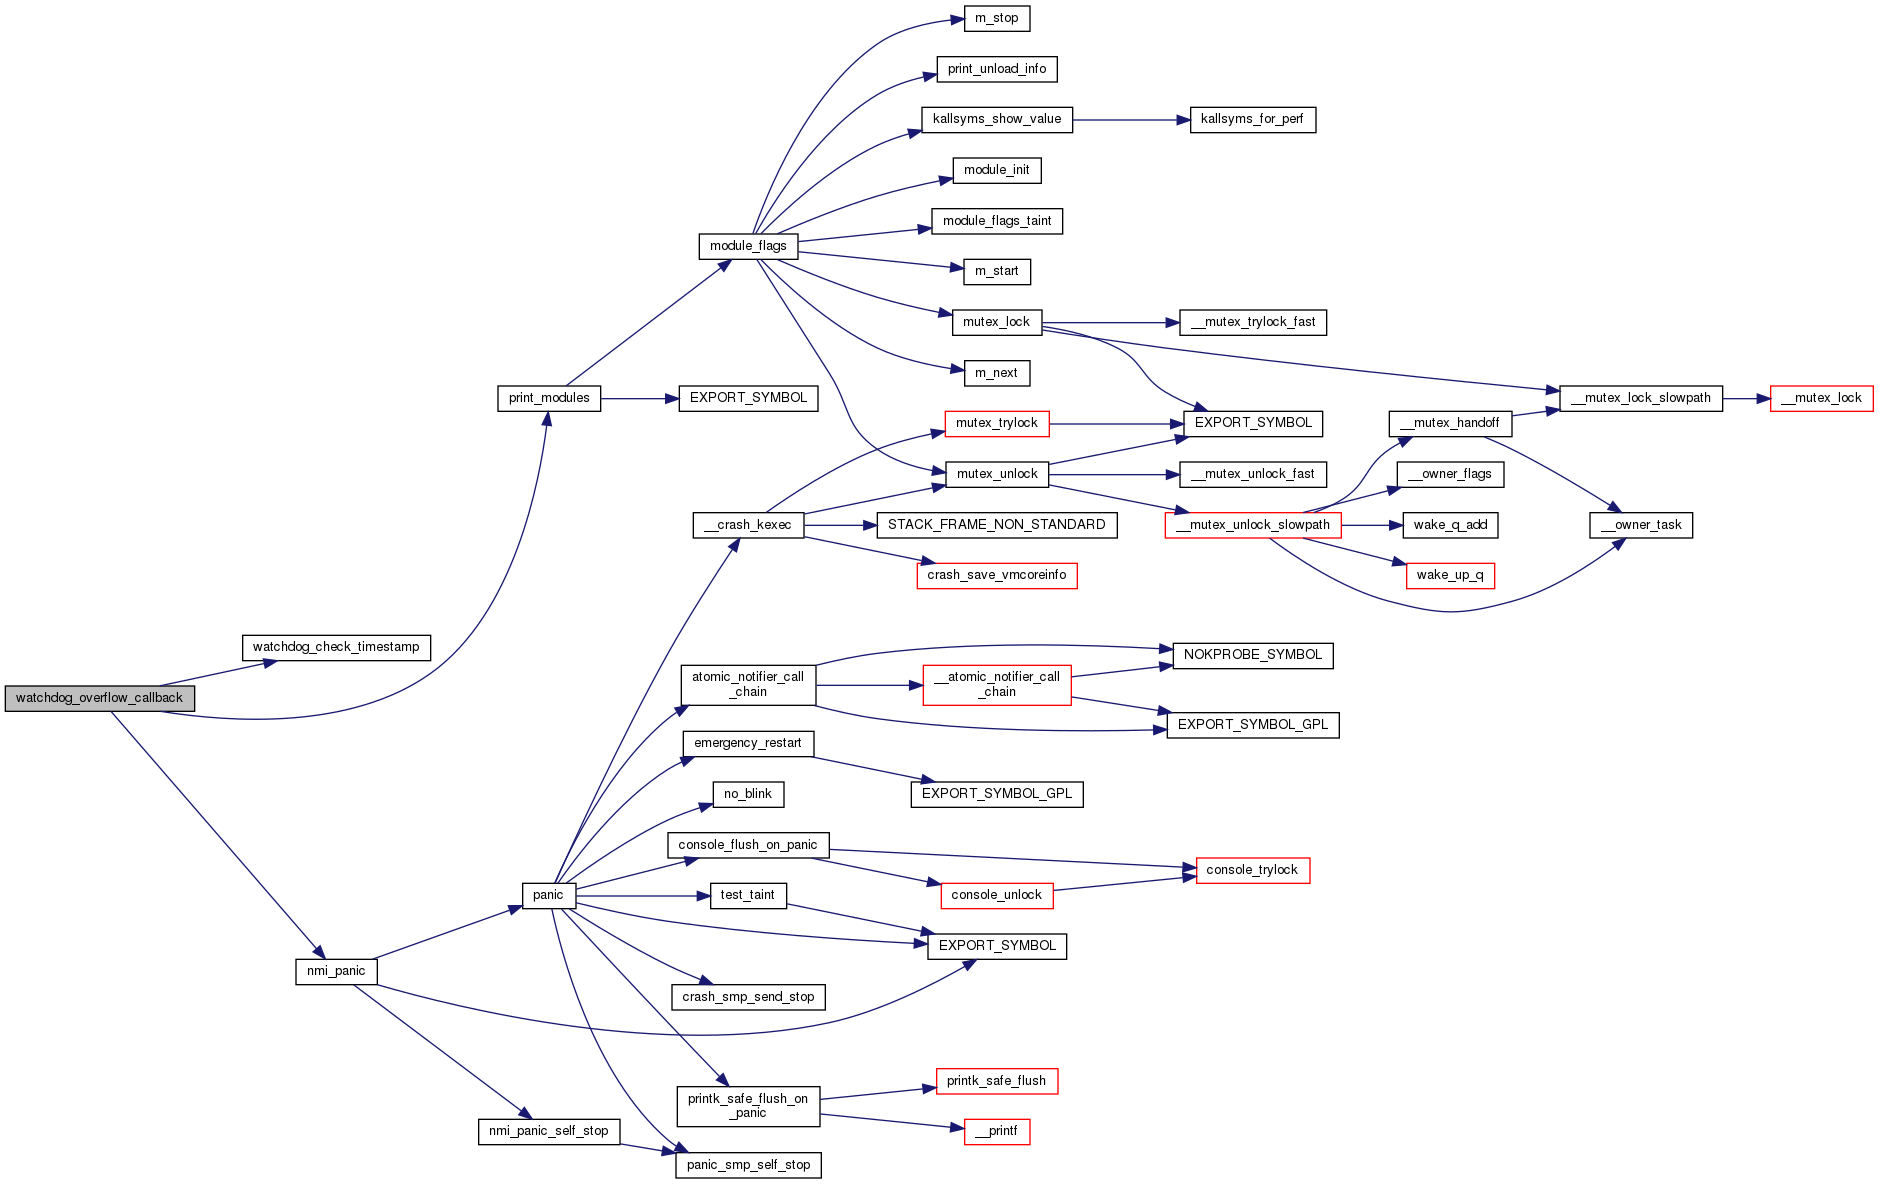 m_stop
print_unload_info
kallsyms_show_value
kallsyms_for_perf
module_init
module_flags_taint
module_flags
m_start
mutex_lock
__mutex_trylock_fast
m_next
print_modules
EXPORT_SYMBOL
__mutex_lock_slowpath
__mutex_lock
mutex_trylock
EXPORT_SYMBOL
__mutex_handoff
mutex_unlock
__mutex_unlock_fast
__owner_flags
__crash_kexec
STACK_FRAME_NON_STANDARD
__mutex_unlock_slowpath
wake_q_add
__owner_task
crash_save_vmcoreinfo
wake_up_q
watchdog_check_timestamp
NOKPROBE_SYMBOL
atomic_notifier_call
_chain
__atomic_notifier_call
_chain
watchdog_overflow_callback
EXPORT_SYMBOL_GPL
emergency_restart
no_blink
EXPORT_SYMBOL_GPL
console_flush_on_panic
console_trylock
panic
test_taint
console_unlock
EXPORT_SYMBOL
nmi_panic
crash_smp_send_stop
printk_safe_flush
printk_safe_flush_on
_panic
nmi_panic_self_stop
__printf
panic_smp_self_stop